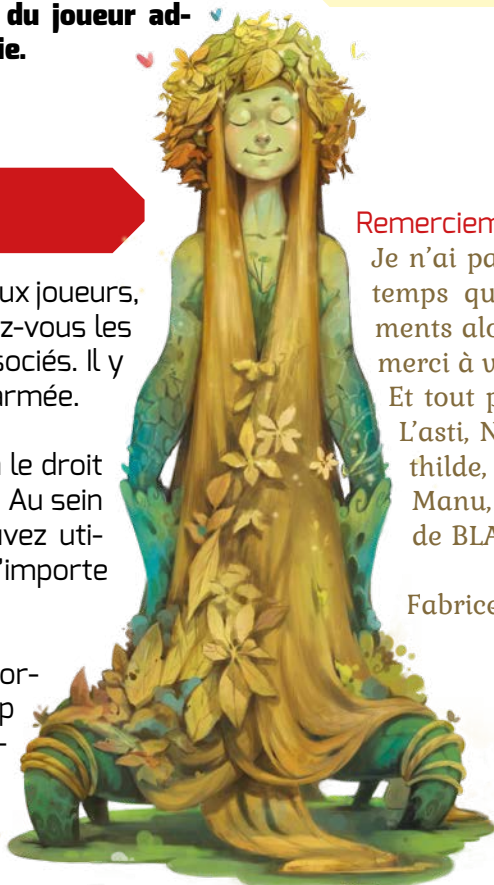 du joueur ad-
ie.
ux joueurs,
ez-vous les
sociés. Il y
armée.
le droit
Au sein
uvez uti-
'importe
or-
p
-
Remerciem
Je n'ai pa
temps qu
ments alo
merci à v
Et tout p
L'asti, N
thilde,
Manu,
de BLA
Fabrice